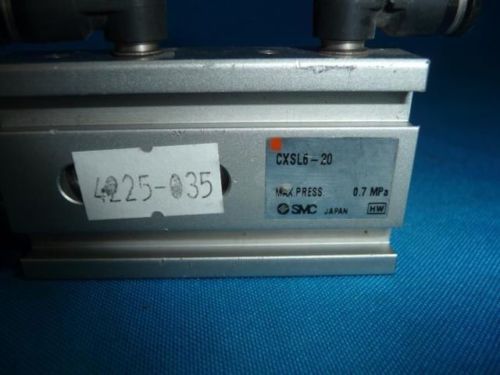 4225-035
CXSL6-20
MAX.PRESS. 0.7 MPa
SMC JAPAN HW